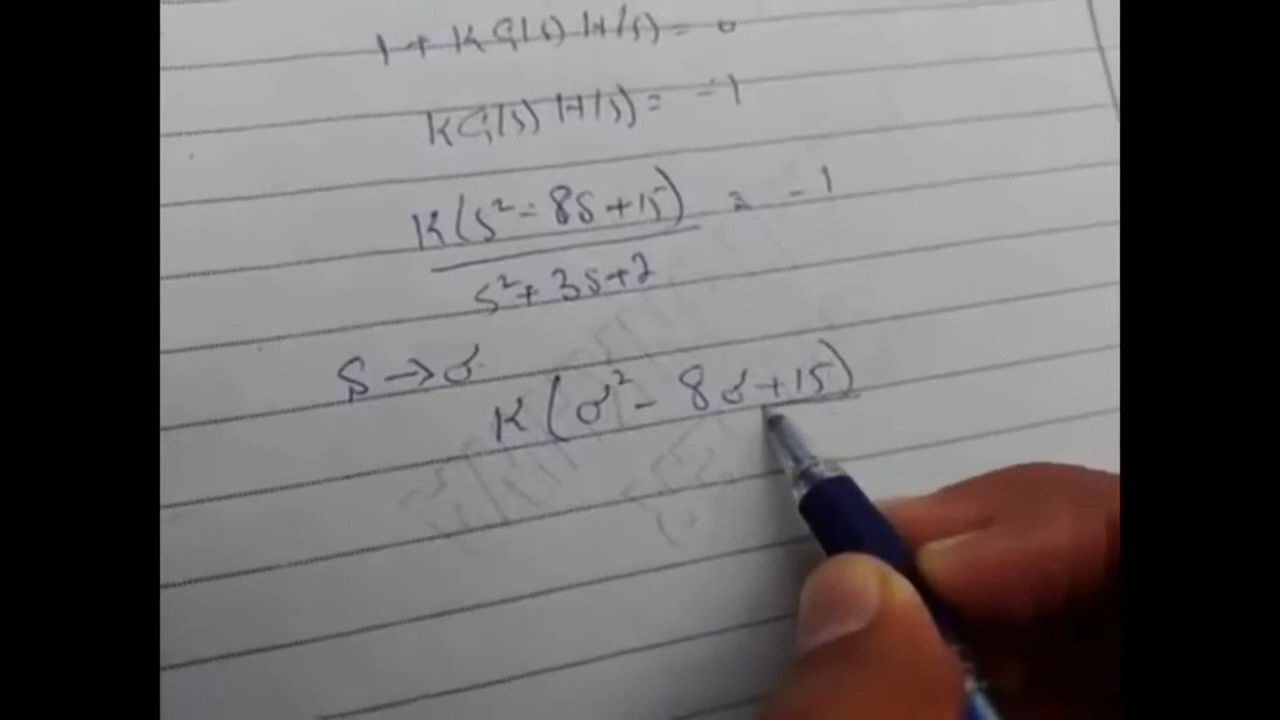 1 + KG(s) H(s) = 0
KG(s) H(s) = -1
K(s² - 8s + 15) = -1
s² + 3s + 2
S → σ
K(σ² - 8σ + 15)